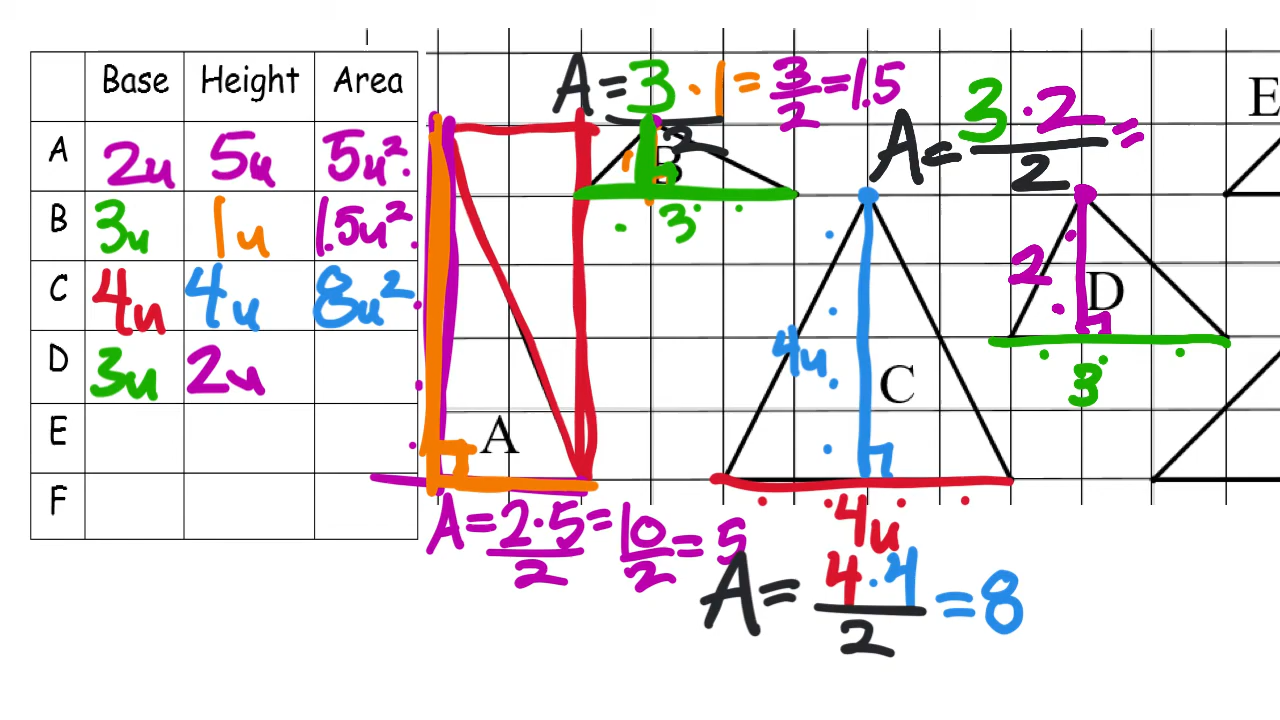 Base Height Area
A 2u 5u 5u².
B 3u 1u 1.5u².
C 4u 4u 8u²
D 3u 2u
E
F
A = 3·1/2 = 3/2 = 1.5
A = 3·2/2 =
E
B
1
3
2
D
3
4u
C
4u
A
A = 2·5/2 = 10/2 = 5
A = 4·4/2 = 8